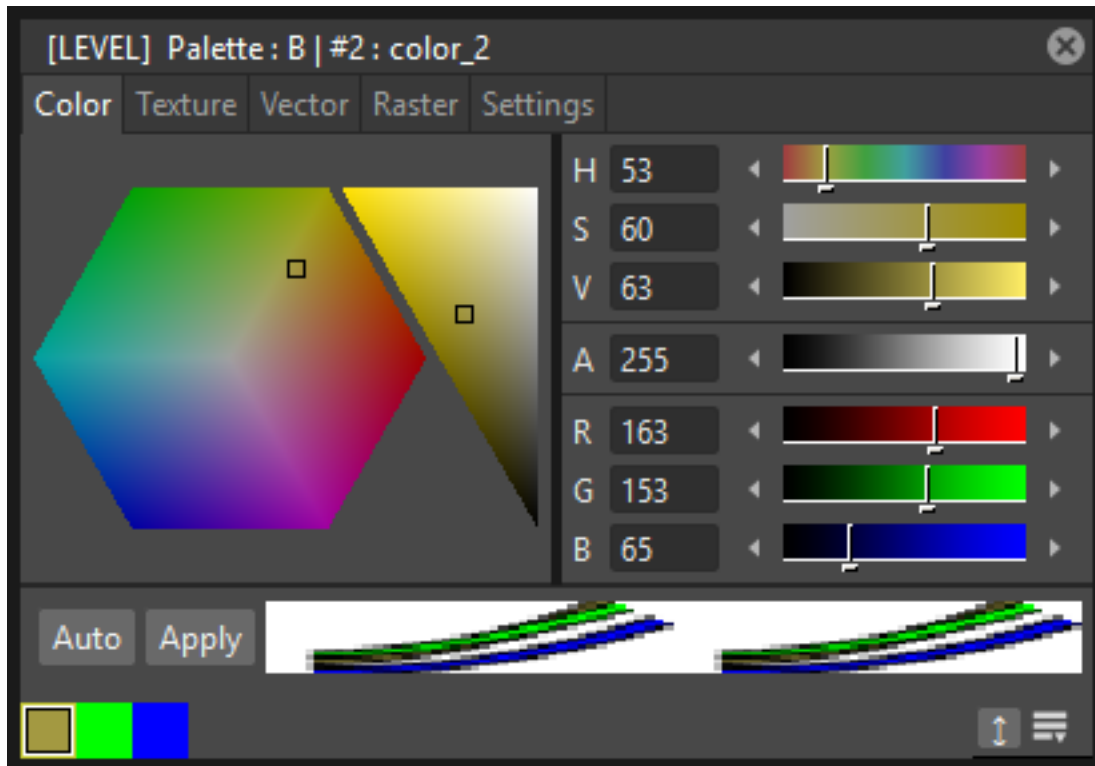 [LEVEL] Palette : B | #2 : color_2
Color Texture Vector Raster Settings
H 53
S 60
V 63
A 255
R 163
G 153
B 65
Auto Apply